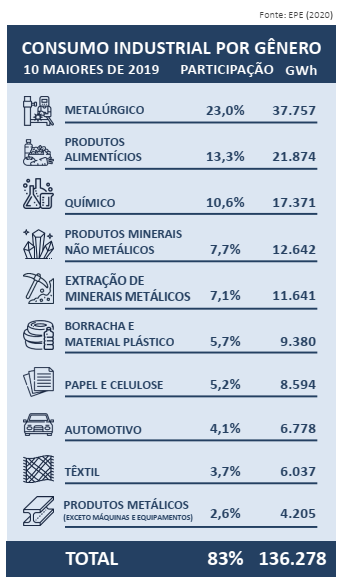 Fonte: EPE (2020)
CONSUMO INDUSTRIAL POR GÊNERO
10 MAIORES DE 2019 PARTICIPAÇÃO GWh
METALÚRGICO 23,0% 37.757
PRODUTOS
ALIMENTÍCIOS 13,3% 21.874
QUÍMICO 10,6% 17.371
PRODUTOS MINERAIS
NÃO METÁLICOS 7,7% 12.642
EXTRAÇÃO DE
MINERAIS METÁLICOS 7,1% 11.641
BORRACHA E
MATERIAL PLÁSTICO 5,7% 9.380
PAPEL E CELULOSE 5,2% 8.594
AUTOMOTIVO 4,1% 6.778
TÊXTIL 3,7% 6.037
PRODUTOS METÁLICOS
(EXCETO MÁQUINAS E EQUIPAMENTOS) 2,6% 4.205
TOTAL 83% 136.278